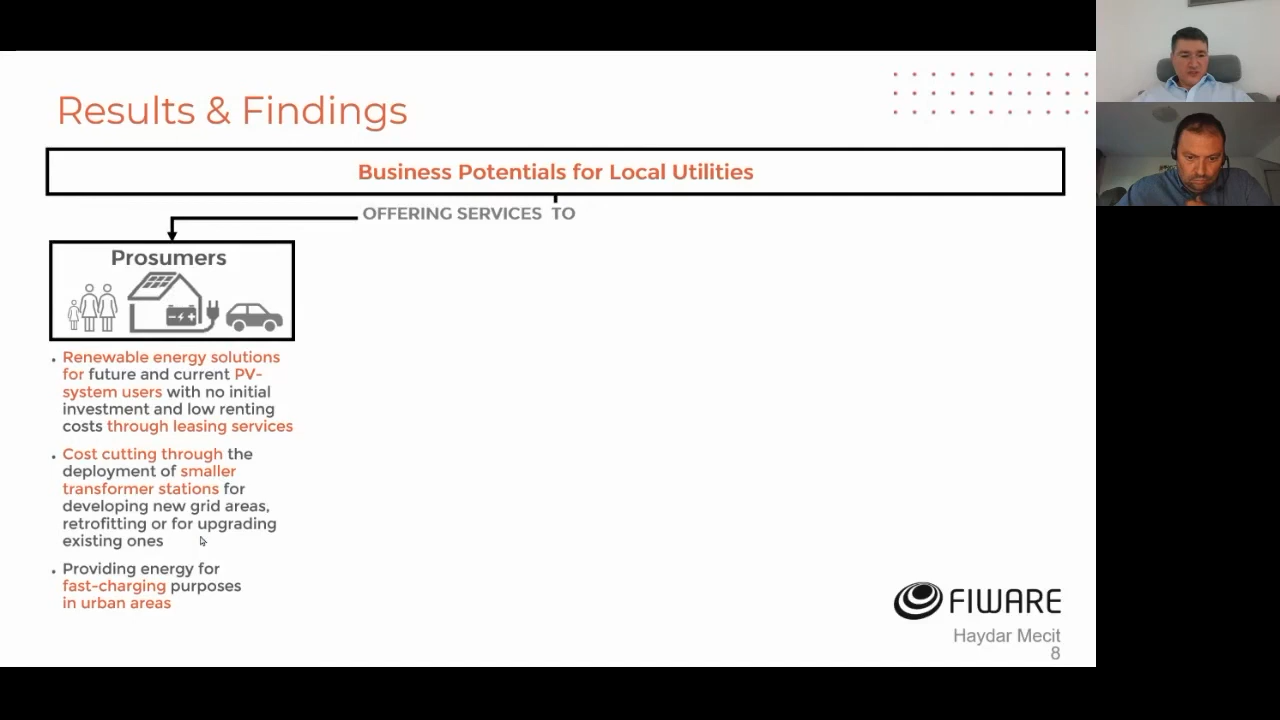 Results & Findings
Business Potentials for Local Utilities
OFFERING SERVICES TO
Prosumers
• Renewable energy solutions
for future and current PV-
system users with no initial
investment and low renting
costs through leasing services
• Cost cutting through the
deployment of smaller
transformer stations for
developing new grid areas,
retrofitting or for upgrading
existing ones
• Providing energy for
fast-charging purposes
in urban areas
FIWARE
Haydar Mecit
8